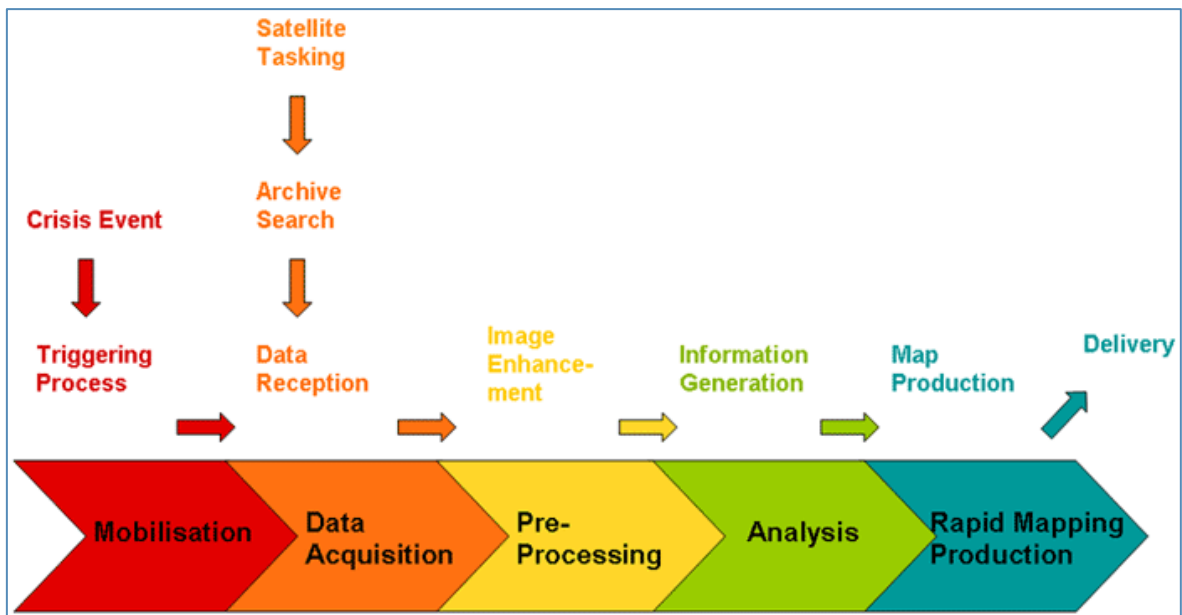 Satellite
Tasking
Archive
Search
Crisis Event
Triggering
Process
Data
Reception
Image
Enhance-
ment
Information
Generation
Map
Production
Delivery
Mobilisation
Data
Acquisition
Pre-
Processing
Analysis
Rapid Mapping
Production